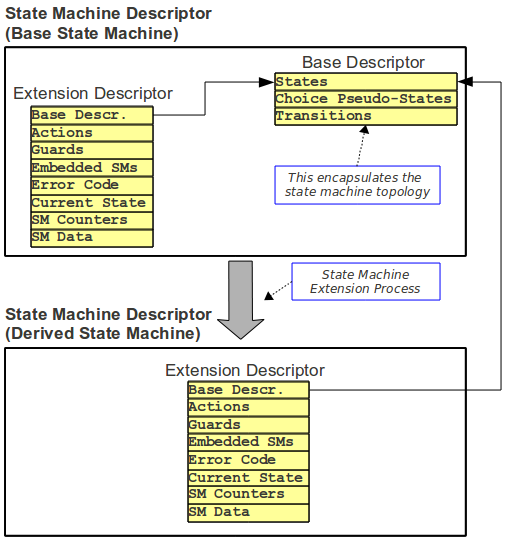 State Machine Descriptor
(Base State Machine)
Base Descriptor
States
Choice Pseudo-States
Transitions
Extension Descriptor
Base Descr.
Actions
Guards
Embedded SMs
Error Code
Current State
SM Counters
SM Data
This encapsulates the
state machine topology
State Machine
Extension Process
State Machine Descriptor
(Derived State Machine)
Extension Descriptor
Base Descr.
Actions
Guards
Embedded SMs
Error Code
Current State
SM Counters
SM Data